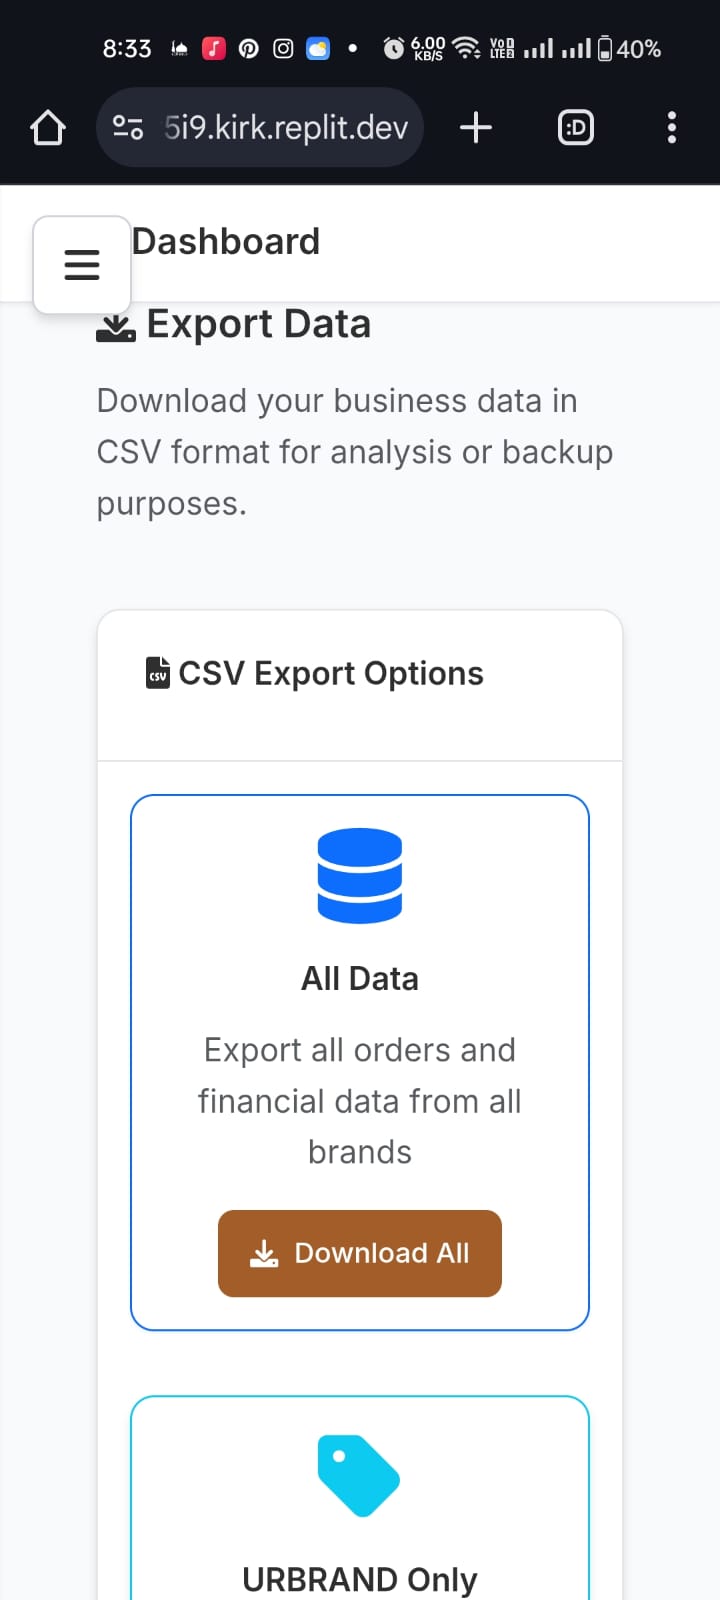 8:33
6.00
KB/S
VoD
LTE2
40%
5i9.kirk.replit.dev
:D
Dashboard
Export Data
Download your business data in
CSV format for analysis or backup
purposes.
CSV
CSV Export Options
All Data
Export all orders and
financial data from all
brands
Download All
URBRAND Only